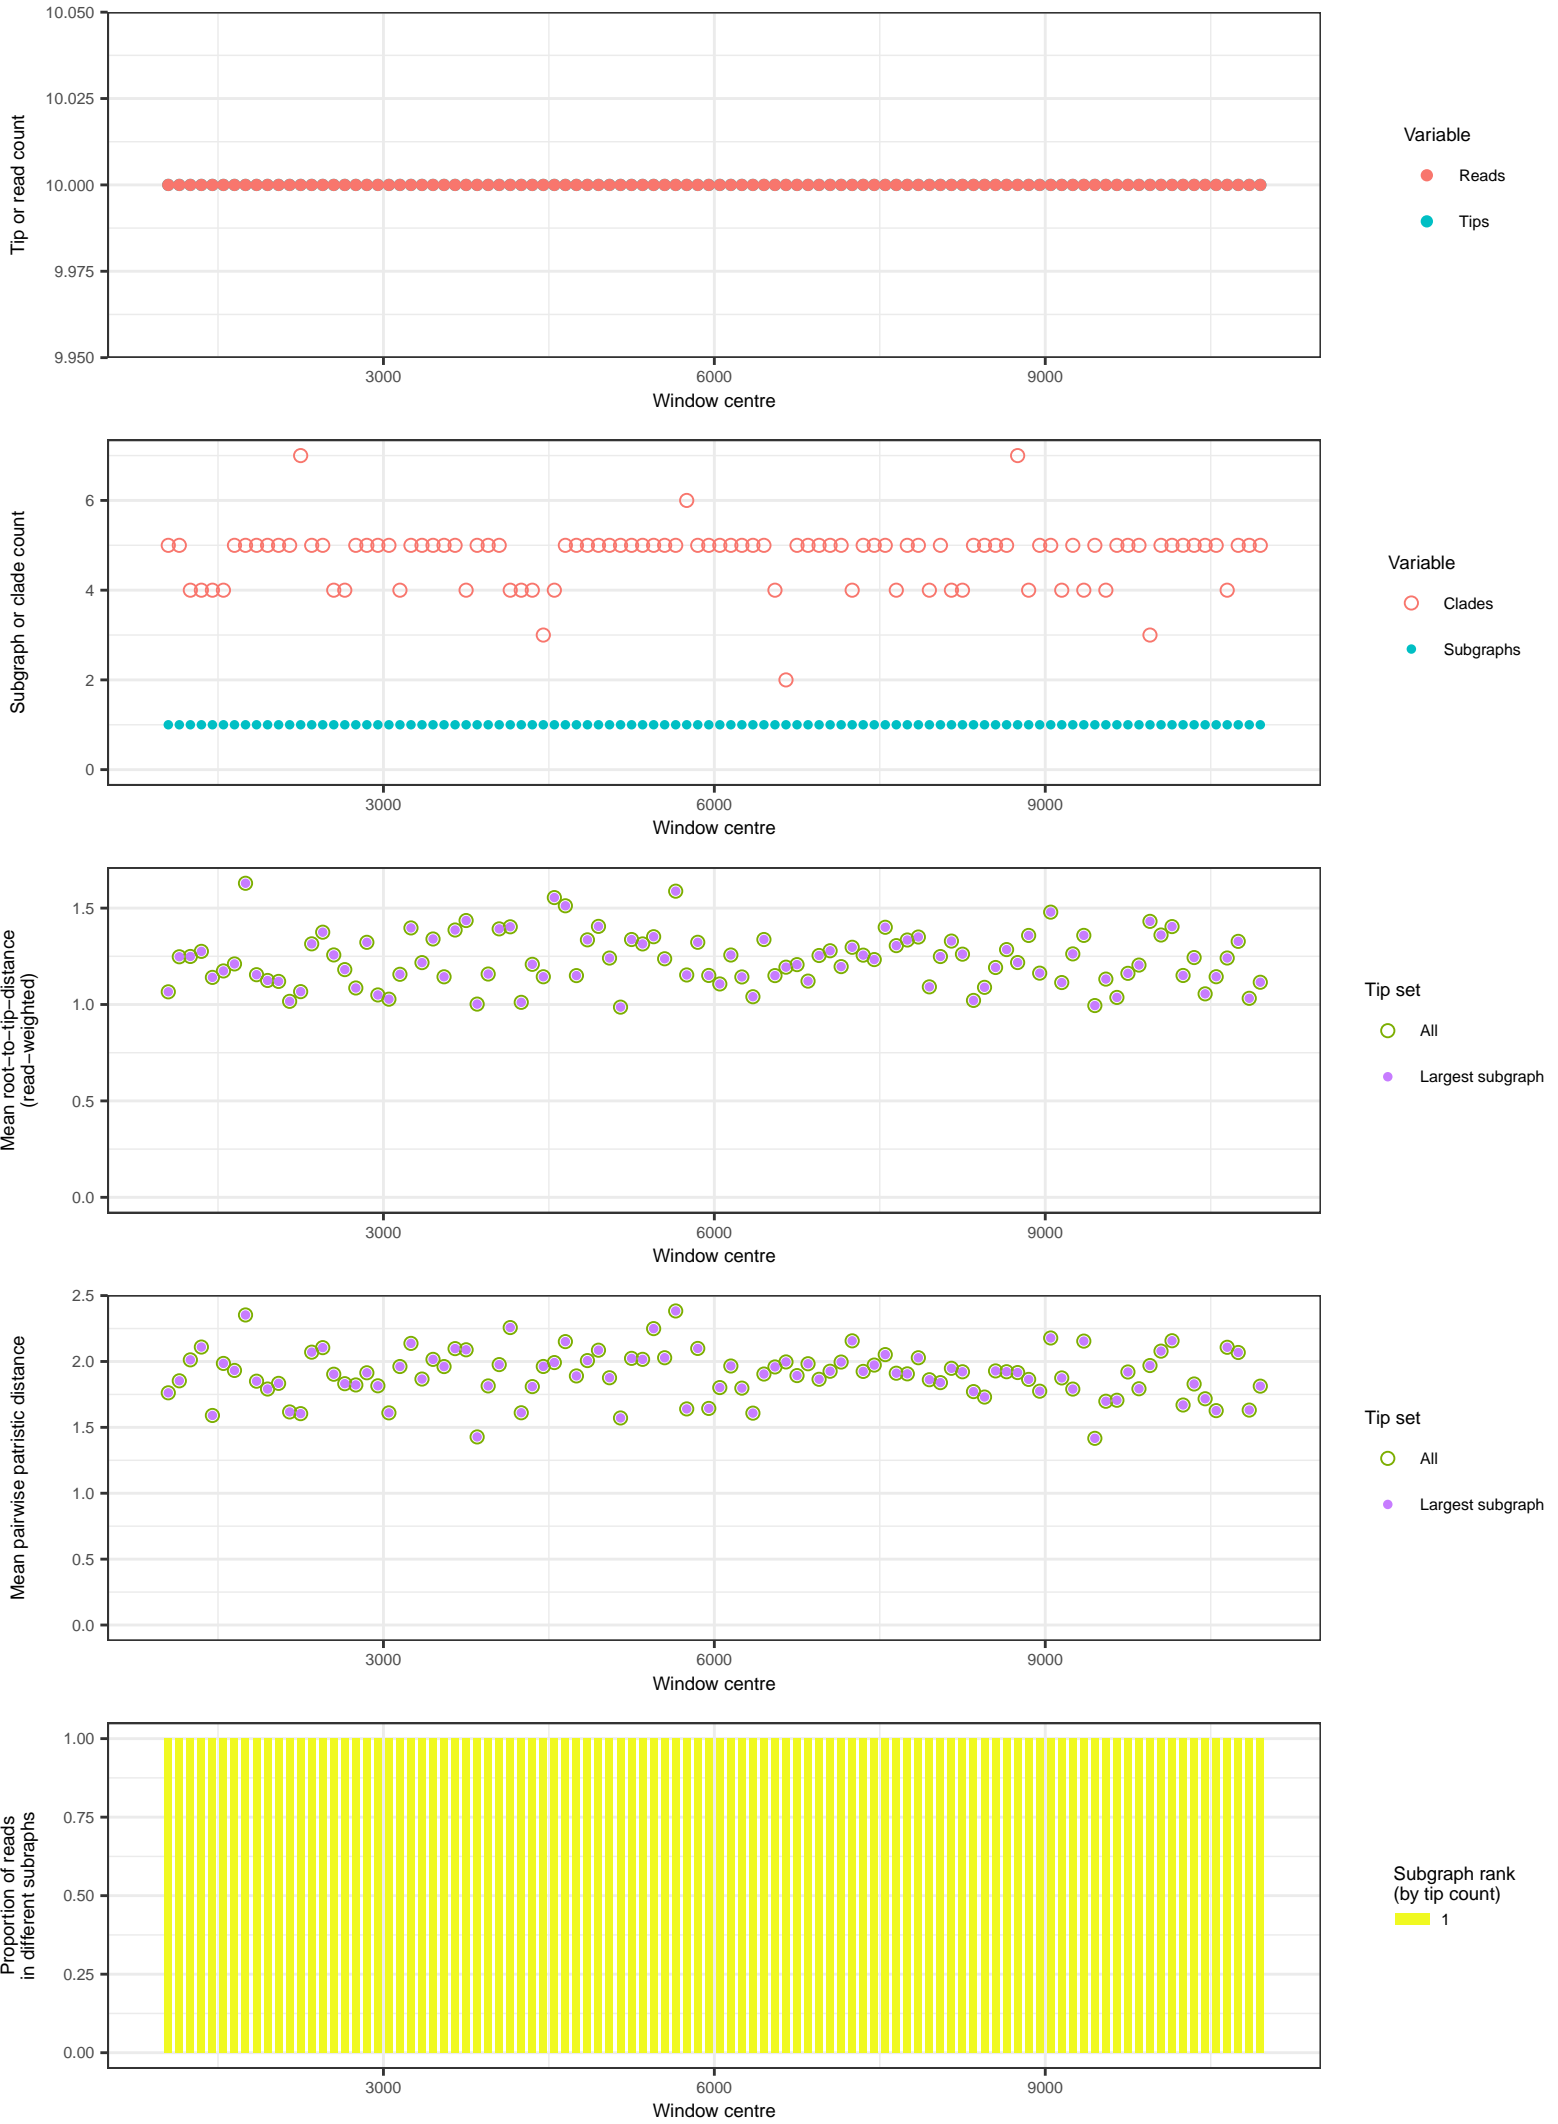 10.050
10.025
10.000
9.975
9.950
Tip or read count
3000
6000
9000
Window centre
Variable
Reads
Tips
6
4
2
0
Subgraph or clade count
3000
6000
9000
Window centre
Variable
Clades
Subgraphs
1.5
1.0
0.5
0.0
Mean root−to−tip−distance
(read−weighted)
3000
6000
9000
Window centre
Tip set
All
Largest subgraph
2.5
2.0
1.5
1.0
0.5
0.0
Mean pairwise patristic distance
3000
6000
9000
Window centre
Tip set
All
Largest subgraph
1.00
0.75
0.50
0.25
0.00
Proportion of reads
in different subraphs
3000
6000
9000
Window centre
Subgraph rank
(by tip count)
1